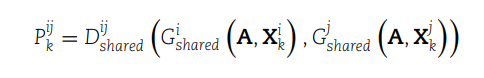 $P_k^{ij} = D_{shared}^{ij} \left( G_{shared}^{i} \left( \mathbf{A}, \mathbf{X}_k^{i} \right), G_{shared}^{j} \left( \mathbf{A}, \mathbf{X}_k^{j} \right) \right)$